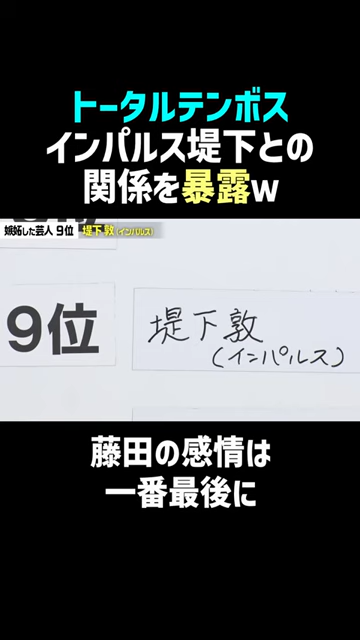 トータルテンボス
インパルス堤下との
関係を暴露w
嫉妬した芸人 9位 堤下 敦(インパルス)
9位
堤下敦
(インパルス)
藤田の感情は
一番最後に